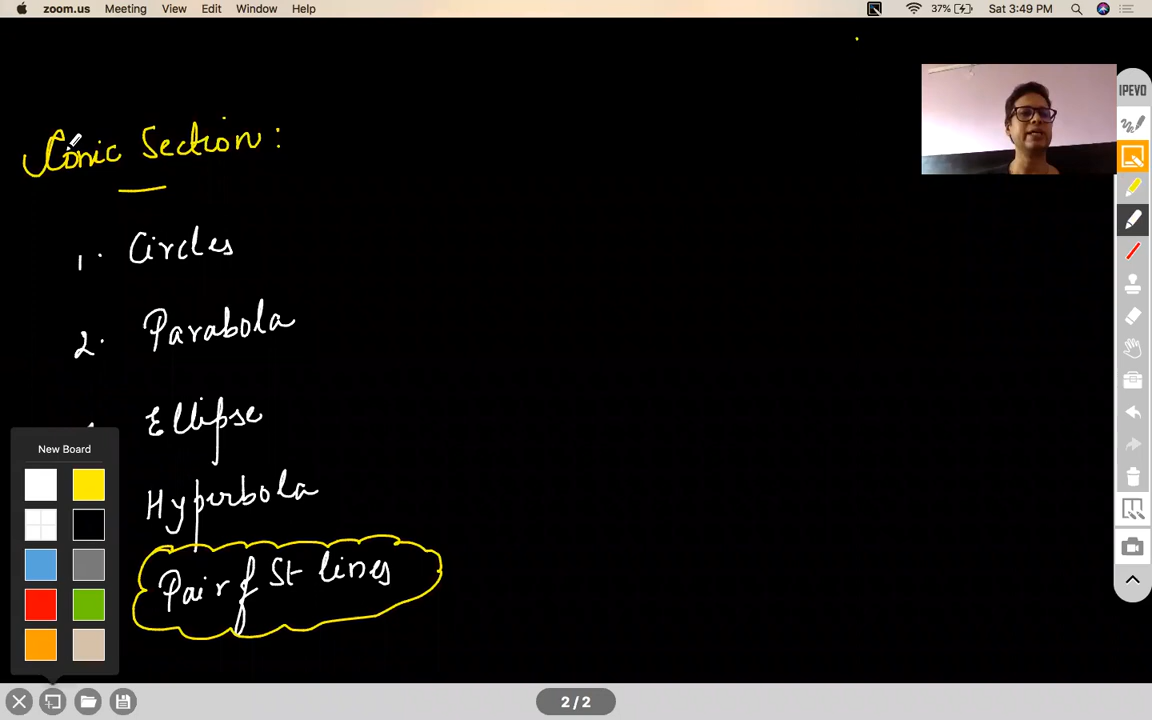 zoom.us Meeting View Edit Window Help 37% Sat 3:49 PM
IPEVO
Conic Section:
1. Circles
2. Parabola
Ellipse
Hyperbola
Pair of St lines
New Board
2 / 2